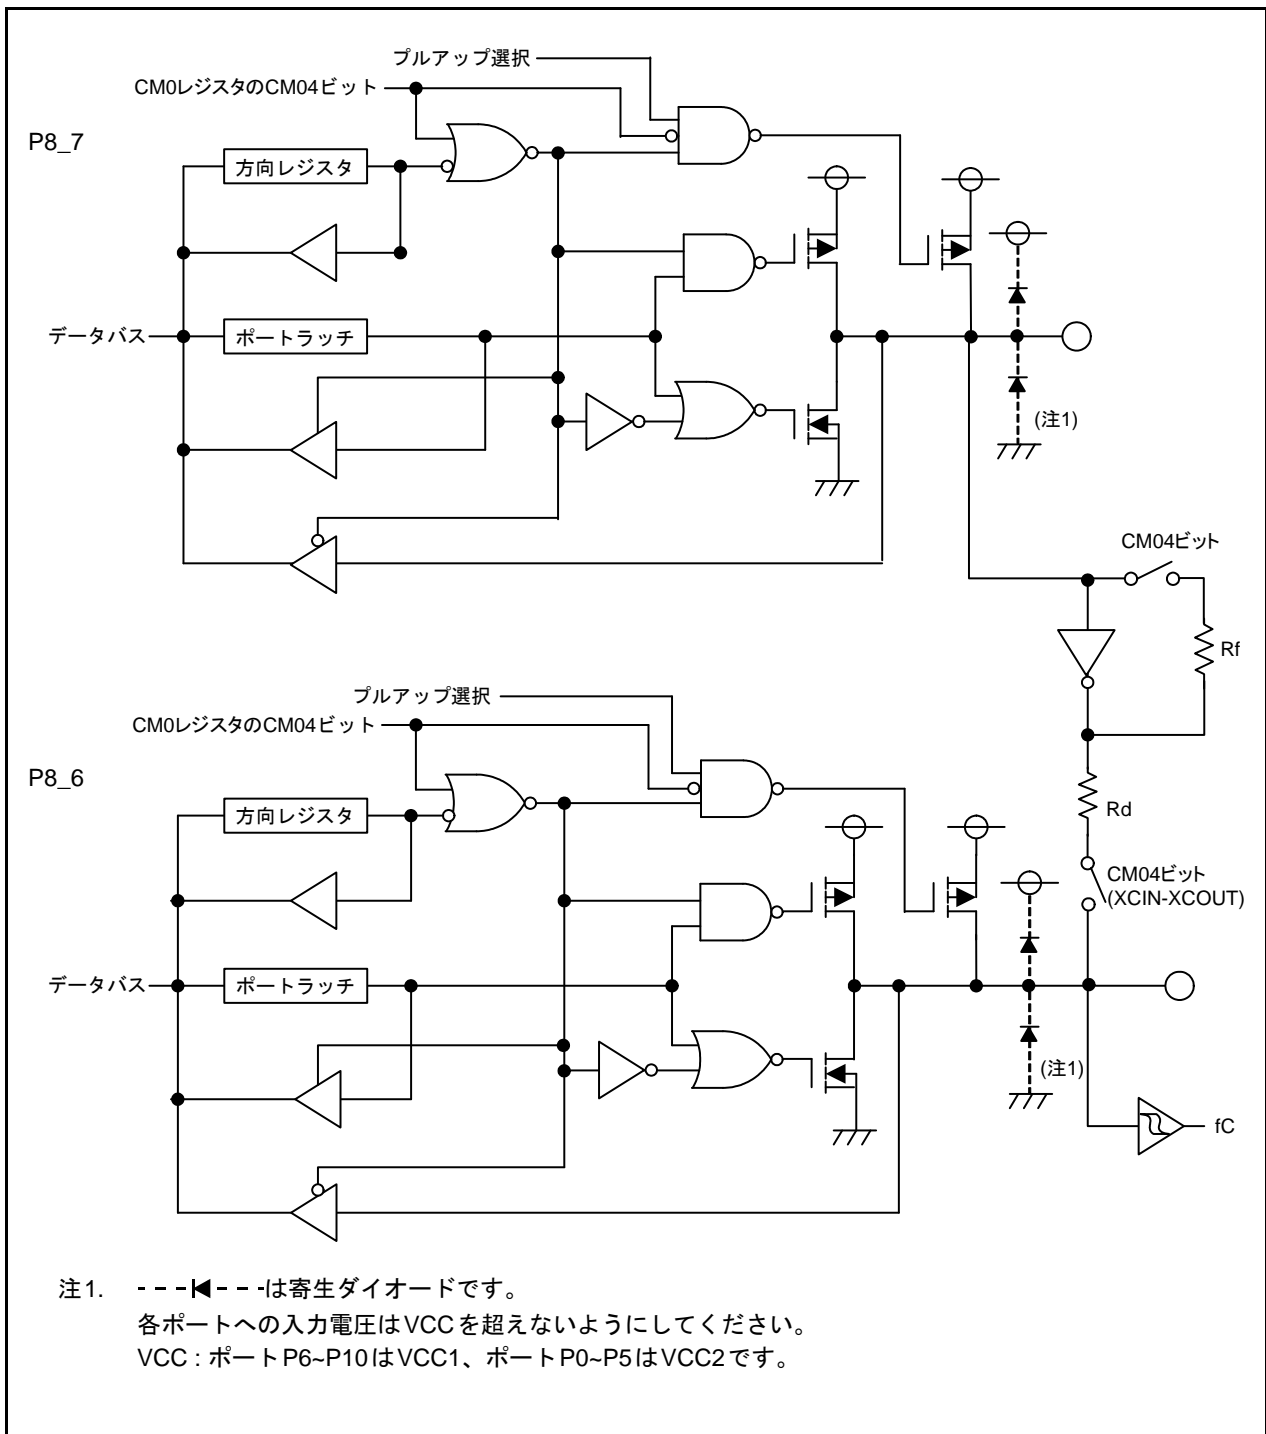 プルアップ選択
CM0レジスタのCM04ビット
P8_7
方向レジスタ
データバス
ポートラッチ
(注1)
CM04ビット
Rf
プルアップ選択
CM0レジスタのCM04ビット
P8_6
方向レジスタ
Rd
CM04ビット
(XCIN-XCOUT)
データバス
ポートラッチ
(注1)
fC
注1. は寄生ダイオードです。
各ポートへの入力電圧はVCCを超えないようにしてください。
VCC : ポートP6~P10はVCC1、ポートP0~P5はVCC2です。